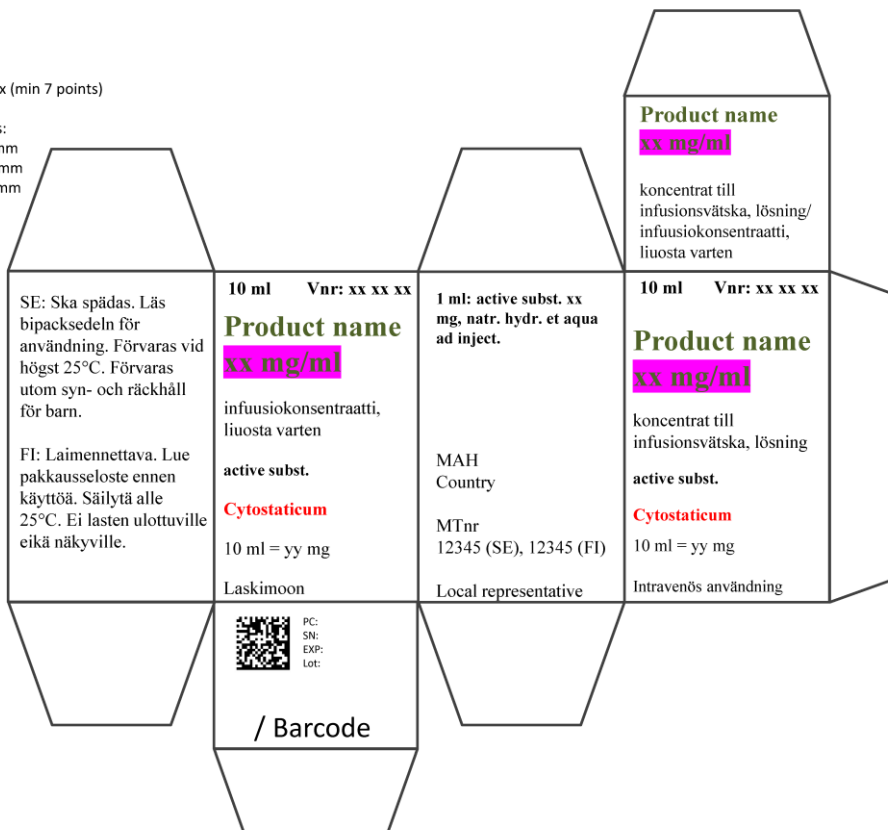 x (min 7 points)
s:
mm
mm
mm
Product name
xx mg/ml
koncentrat till
infusionsvätska, lösning/
infuusiokonsentraatti,
liuosta varten
SE: Ska spädas. Läs
bipacksedeln för
användning. Förvaras vid
högst 25°C. Förvaras
utom syn- och räckhåll
för barn.
FI: Laimennettava. Lue
pakkausseloste ennen
käyttöä. Säilytä alle
25°C. Ei lasten ulottuville
eikä näkyville.
10 ml Vnr: xx xx xx
Product name
xx mg/ml
infuusiokonsentraatti,
liuosta varten
active subst.
Cytostaticum
10 ml = yy mg
Laskimoon
1 ml: active subst. xx
mg, natr. hydr. et aqua
ad inject.
MAH
Country
MTnr
12345 (SE), 12345 (FI)
Local representative
10 ml Vnr: xx xx xx
Product name
xx mg/ml
koncentrat till
infusionsvätska, lösning
active subst.
Cytostaticum
10 ml = yy mg
Intravenös användning
PC:
SN:
EXP:
Lot:
/ Barcode